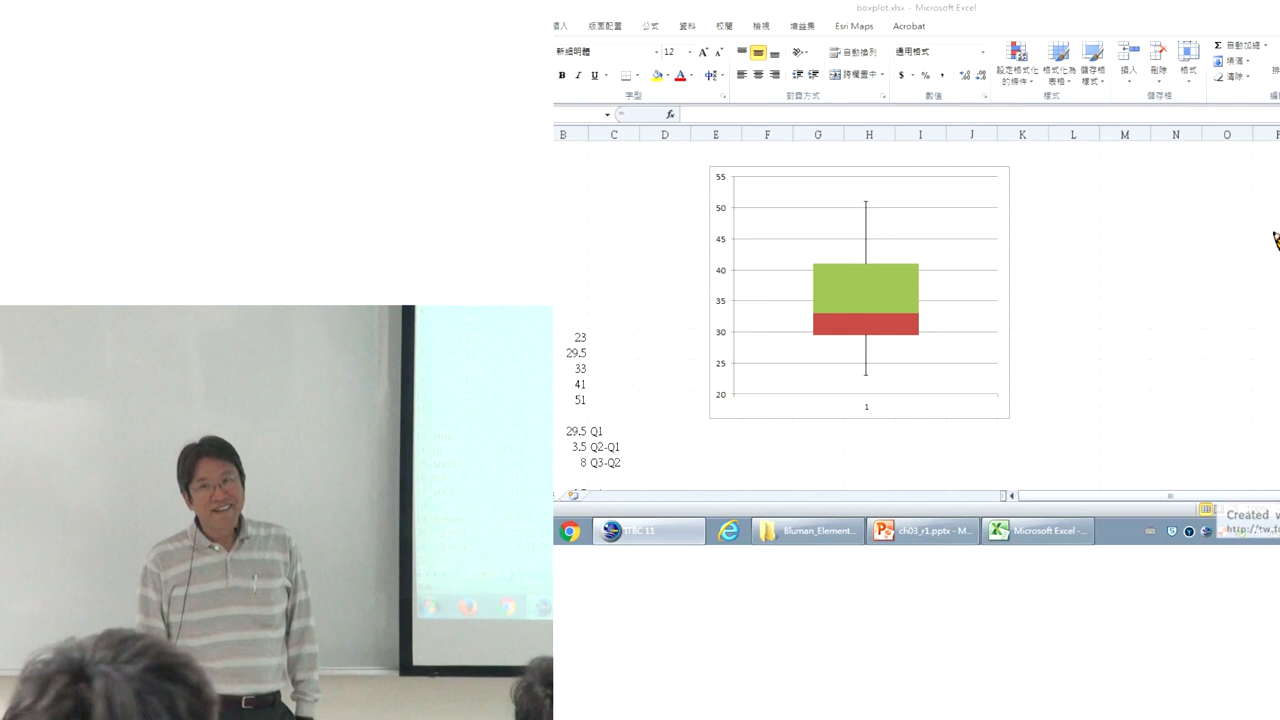 boxplot.xlsx - Microsoft Excel
插入 版面配置 公式 資料 校閱 檢視 增益集 Esri Maps Acrobat
新細明體 12 A A 自動換列 通用格式 Σ 自動加總
B I U A 跨欄置中 $ % , 設定格式化的條件 格式化為表格 儲存格樣式 插入 刪除 格式 填滿 清除
字型 對齊方式 數值 樣式 儲存格
fx
B C D E F G H I J K L M N O P
55
50
45
40
35
30
25
20
1
23
29.5
33
41
51
29.5 Q1
3.5 Q2-Q1
8 Q3-Q2
ITBC 11 Bluman_Element... ch03_r1.pptx - M... Microsoft Excel -...
Created
http://tw